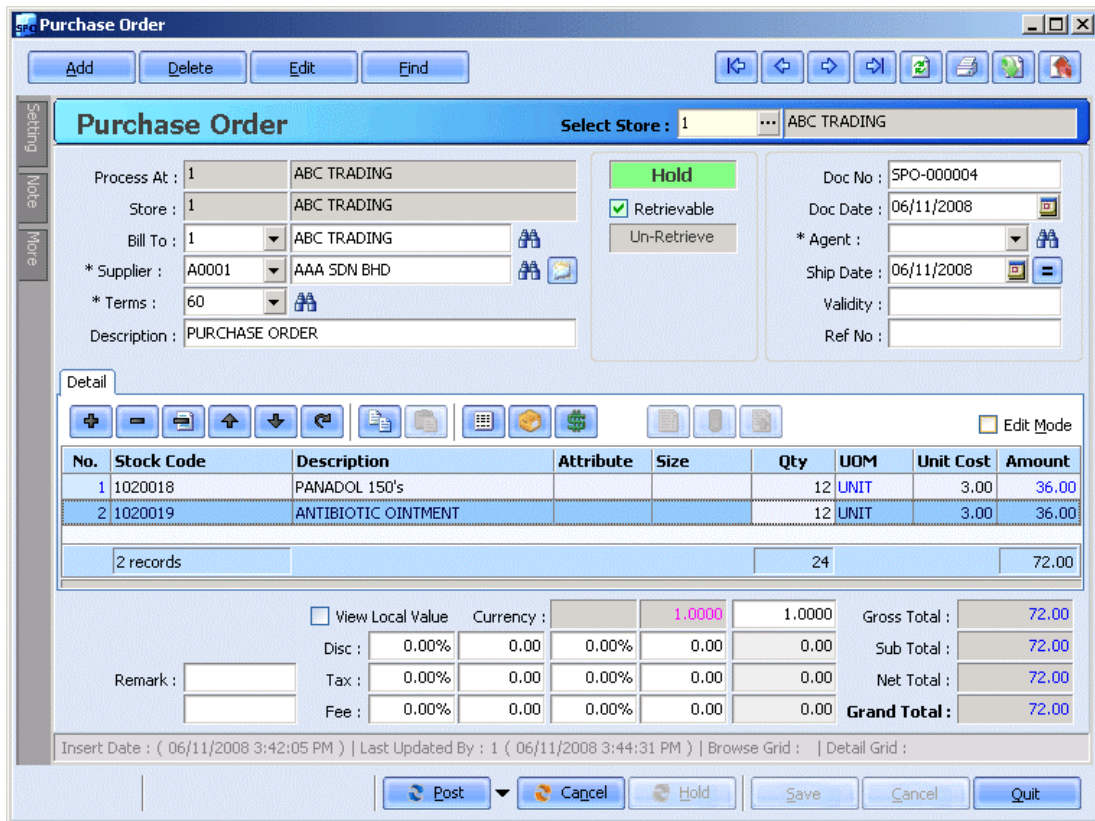 SPC Purchase Order
Add Delete Edit Find
Setting
Note
More
Purchase Order Select Store : 1 ... ABC TRADING
Process At : 1 ABC TRADING Hold Doc No : SPO-000004
Store : 1 ABC TRADING Retrievable Doc Date : 06/11/2008
Bill To : 1 ABC TRADING Un-Retrieve * Agent :
* Supplier : A0001 AAA SDN BHD Ship Date : 06/11/2008 =
* Terms : 60 Validity :
Description : PURCHASE ORDER Ref No :
Detail
Edit Mode
No. Stock Code Description Attribute Size Qty UOM Unit Cost Amount
1 1020018 PANADOL 150's 12 UNIT 3.00 36.00
2 1020019 ANTIBIOTIC OINTMENT 12 UNIT 3.00 36.00
2 records 24 72.00
View Local Value Currency : 1.0000 1.0000 Gross Total : 72.00
Disc : 0.00% 0.00 0.00% 0.00 0.00 Sub Total : 72.00
Remark : Tax : 0.00% 0.00 0.00% 0.00 0.00 Net Total : 72.00
Fee : 0.00% 0.00 0.00% 0.00 0.00 Grand Total : 72.00
Insert Date : ( 06/11/2008 3:42:05 PM ) | Last Updated By : 1 ( 06/11/2008 3:44:31 PM ) | Browse Grid : | Detail Grid :
Post Cancel Hold Save Cancel Quit